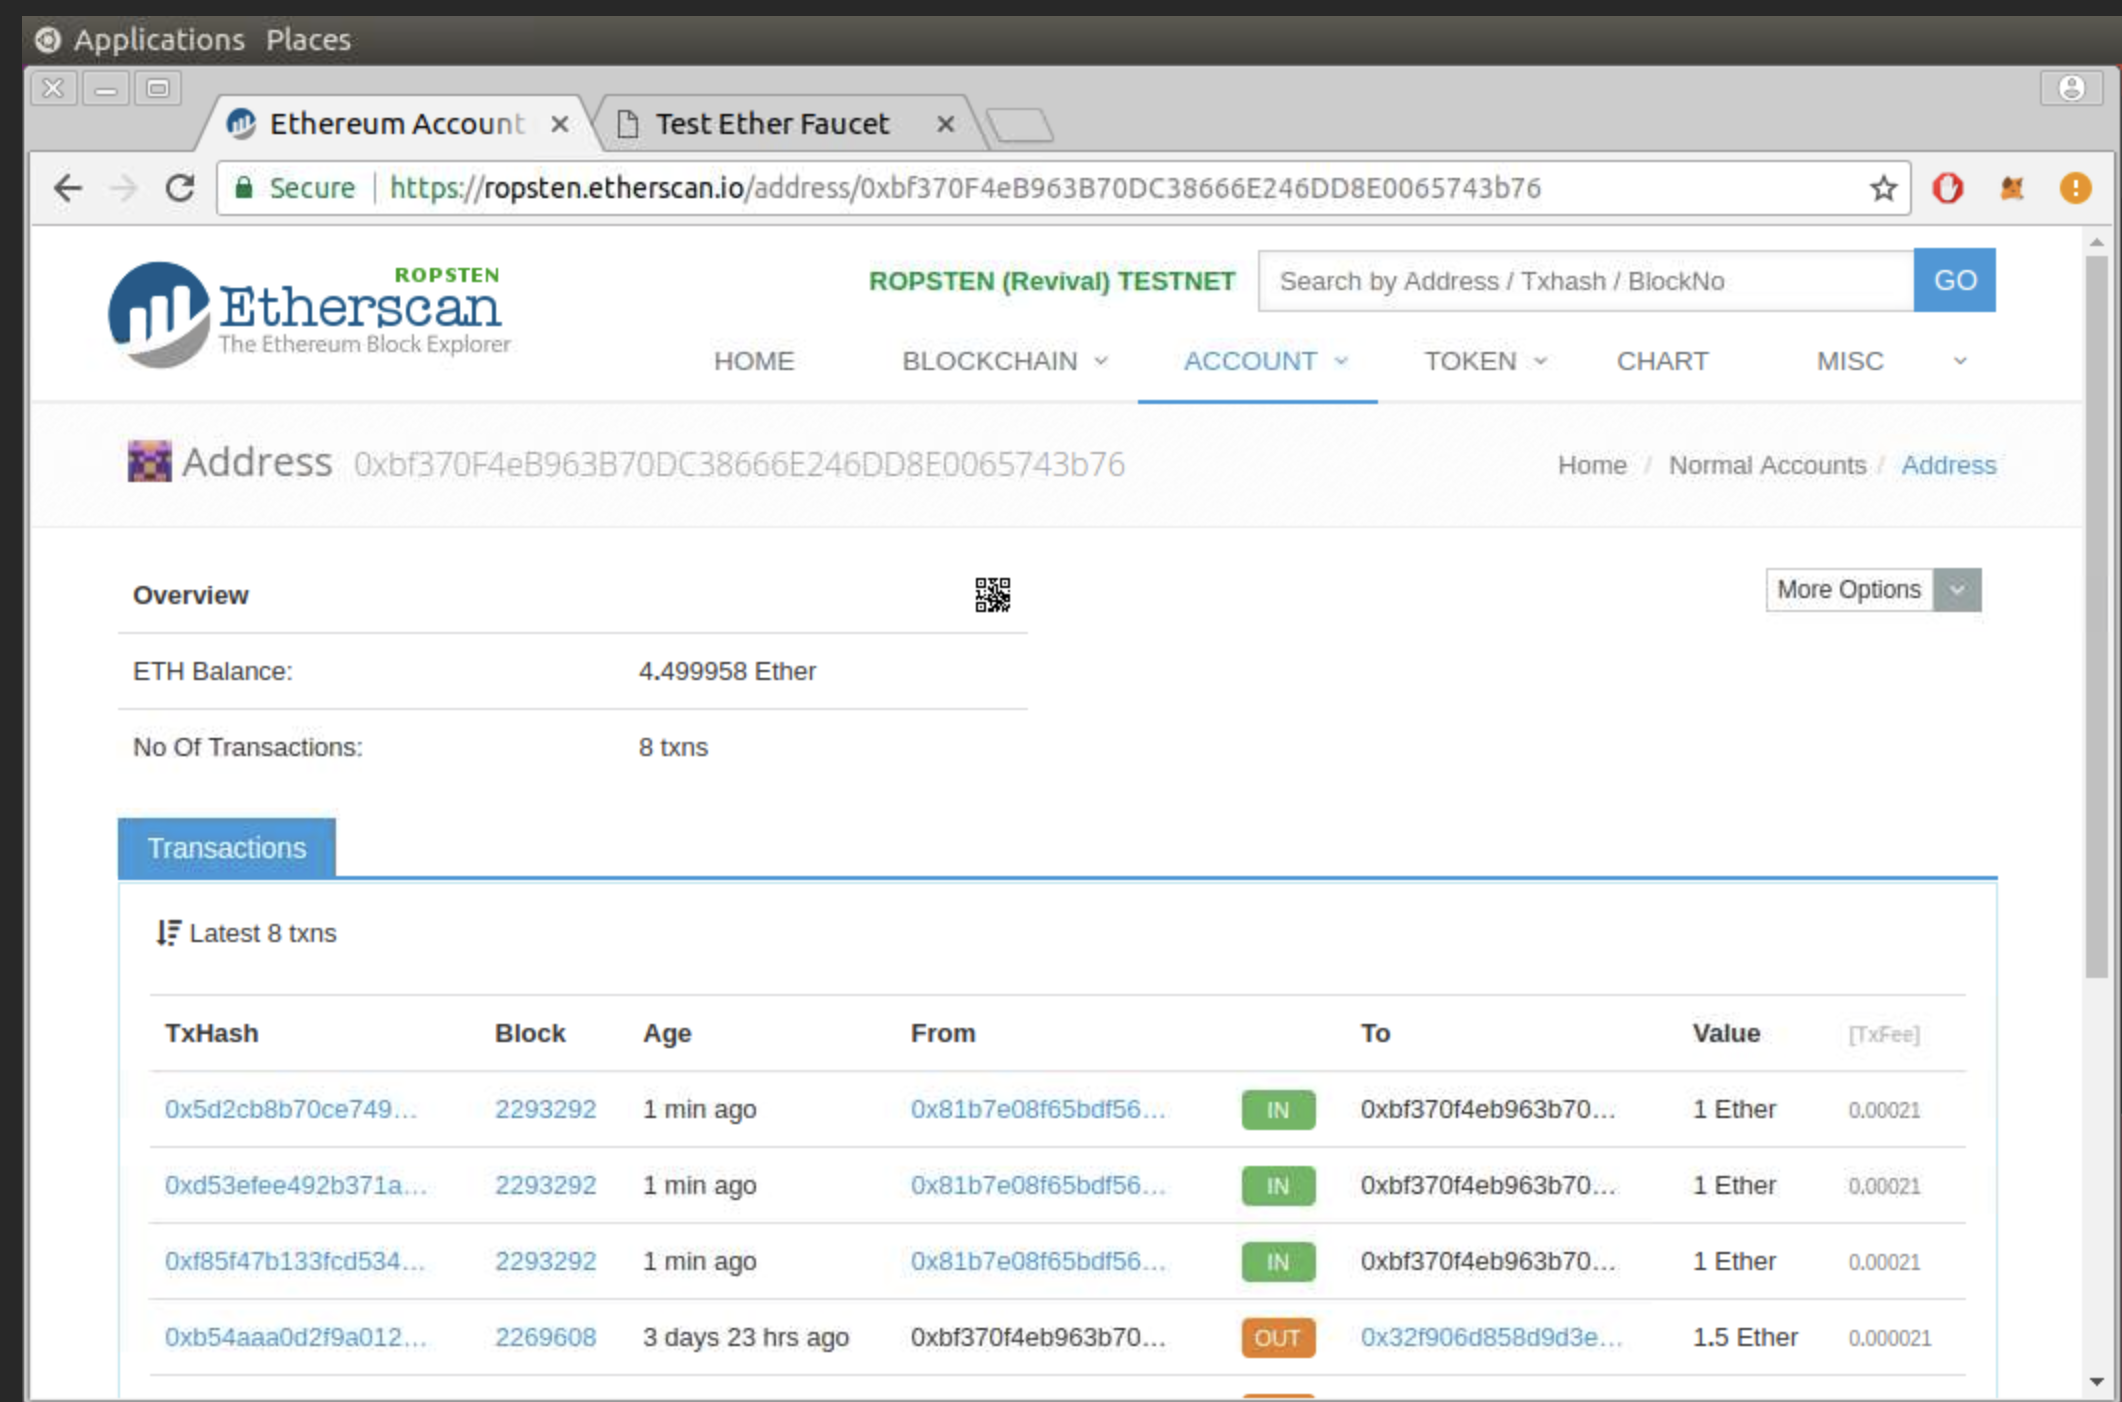 Applications Places
Ethereum Account
Test Ether Faucet
Secure https://ropsten.etherscan.io/address/0xbf370F4eB963B70DC38666E246DD8E0065743b76
ROPSTEN
Etherscan
The Ethereum Block Explorer
ROPSTEN (Revival) TESTNET Search by Address / Txhash / BlockNo GO
HOME BLOCKCHAIN ACCOUNT TOKEN CHART MISC
Address 0xbf370F4eB963B70DC38666E246DD8E0065743b76 Home / Normal Accounts / Address
Overview More Options
ETH Balance: 4.499958 Ether
No Of Transactions: 8 txns
Transactions
Latest 8 txns
TxHash Block Age From To Value [TxFee]
0x5d2cb8b70ce749... 2293292 1 min ago 0x81b7e08f65bdf56... IN 0xbf370f4eb963b70... 1 Ether 0.00021
0xd53efee492b371a... 2293292 1 min ago 0x81b7e08f65bdf56... IN 0xbf370f4eb963b70... 1 Ether 0.00021
0xf85f47b133fcd534... 2293292 1 min ago 0x81b7e08f65bdf56... IN 0xbf370f4eb963b70... 1 Ether 0.00021
0xb54aaa0d2f9a012... 2269608 3 days 23 hrs ago 0xbf370f4eb963b70... OUT 0x32f906d858d9d3e... 1.5 Ether 0.000021